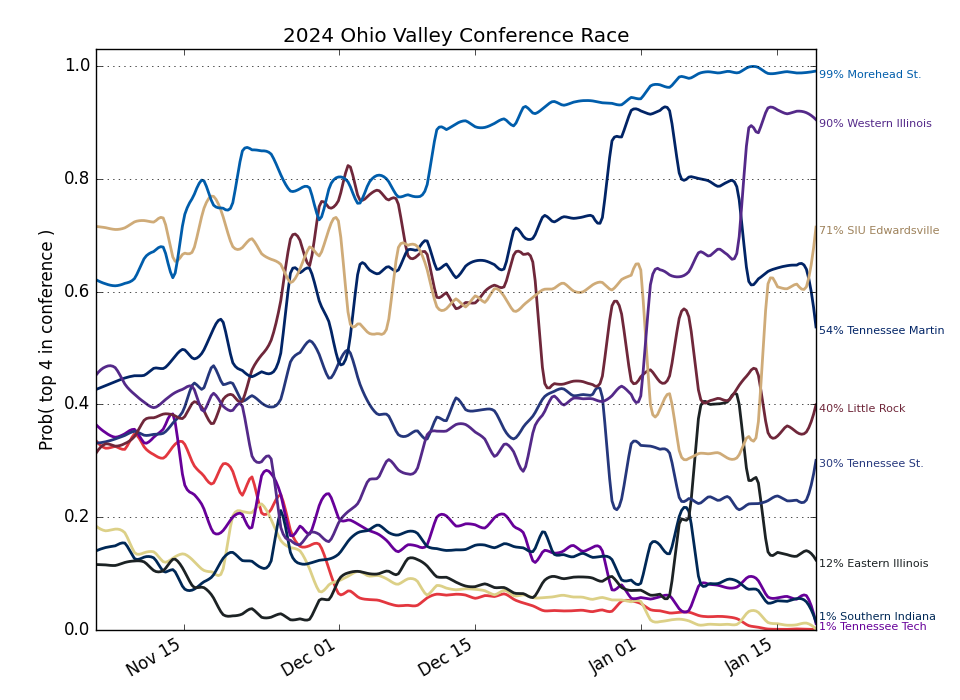 2024 Ohio Valley Conference Race
Prob( top 4 in conference )
1.0
0.8
0.6
0.4
0.2
0.0
Nov 15
Dec 01
Dec 15
Jan 01
Jan 15
99% Morehead St.
90% Western Illinois
71% SIU Edwardsville
54% Tennessee Martin
40% Little Rock
30% Tennessee St.
12% Eastern Illinois
1% Southern Indiana
1% Tennessee Tech